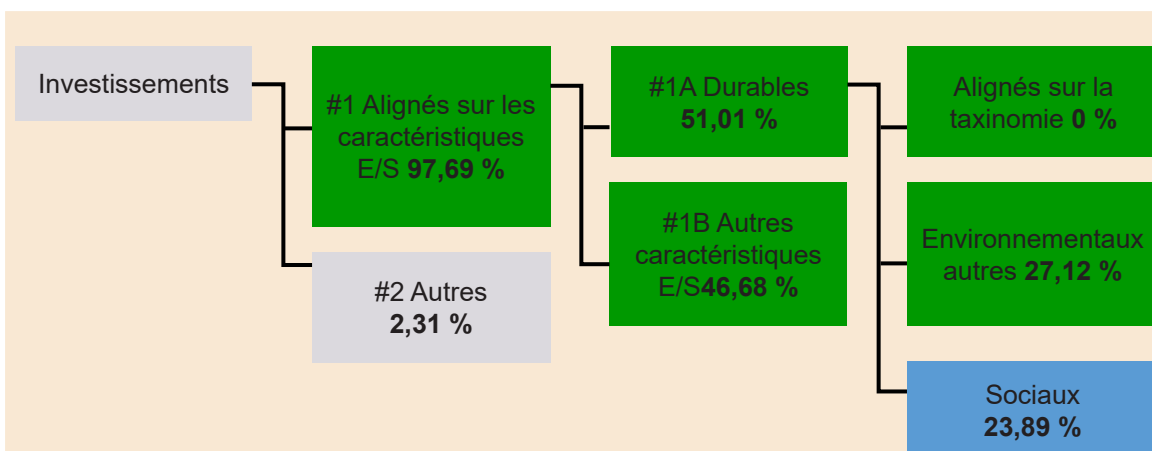 Investissements
#1 Alignés sur les
caractéristiques
E/S 97,69 %
#2 Autres
2,31 %
#1A Durables
51,01 %
#1B Autres
caractéristiques
E/S46,68 %
Alignés sur la
taxinomie 0 %
Environnementaux
autres 27,12 %
Sociaux
23,89 %